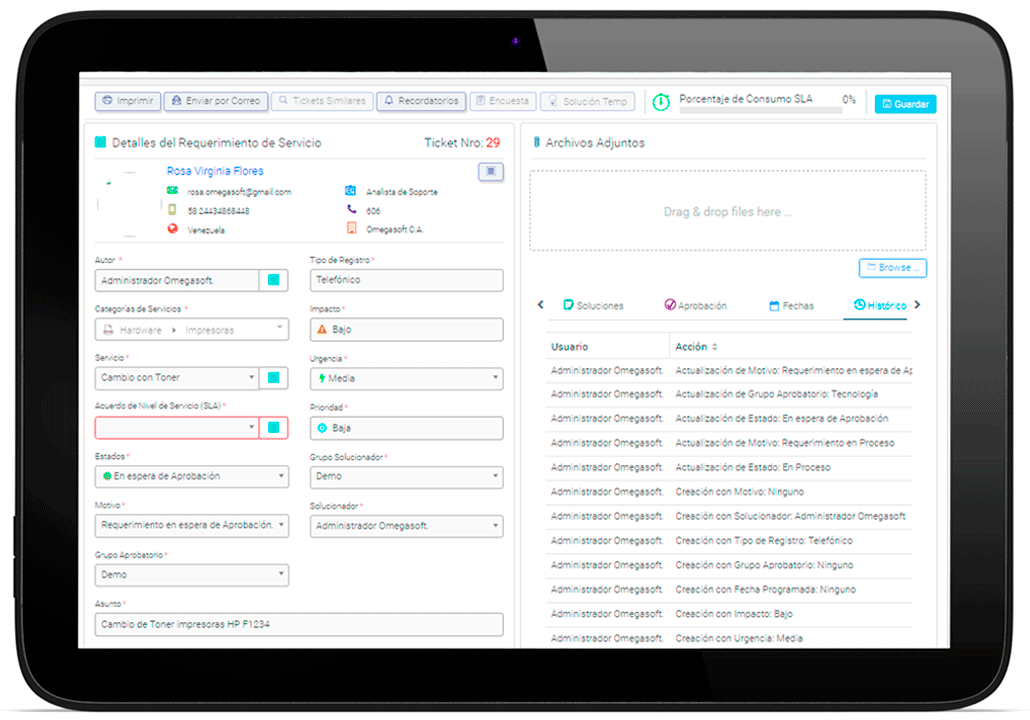 Imprimir
Enviar por Correo
Tickets Similares
Recordatorios
Encuesta
Solución Temp
Porcentaje de Consumo SLA
0%
Guardar
Detalles del Requerimiento de Servicio
Ticket Nro: 29
Rosa Virginia Flores
rosa.omegasoft@gmail.com
Analista de Soporte
58 24434868448
606
Venezuela
Omegasoft C.A.
Autor *
Administrador Omegasoft.
Tipo de Registro *
Telefónico
Categorías de Servicios *
Hardware ▸ Impresoras
Impacto *
Bajo
Servicio *
Cambio con Toner
Urgencia *
Media
Acuerdo de Nivel de Servicio (SLA) *
Prioridad *
Baja
Estados *
En espera de Aprobación
Grupo Solucionador *
Demo
Motivo *
Requerimiento en espera de Aprobación.
Solucionador *
Administrador Omegasoft.
Grupo Aprobatorio *
Demo
Asunto *
Cambio de Toner impresoras HP F1234
Archivos Adjuntos
Drag & drop files here ...
Browse ...
Soluciones
Aprobación
Fechas
Histórico
Usuario
Acción
Administrador Omegasoft. Actualización de Motivo: Requerimiento en espera de Ap
Administrador Omegasoft. Actualización de Grupo Aprobatorio: Tecnología
Administrador Omegasoft. Actualización de Estado: En espera de Aprobación
Administrador Omegasoft. Actualización de Motivo: Requerimiento en Proceso
Administrador Omegasoft. Actualización de Estado: En Proceso
Administrador Omegasoft. Creación con Motivo: Ninguno
Administrador Omegasoft. Creación con Solucionador: Administrador Omegasoft
Administrador Omegasoft. Creación con Tipo de Registro: Telefónico
Administrador Omegasoft. Creación con Grupo Aprobatorio: Ninguno
Administrador Omegasoft. Creación con Fecha Programada: Ninguno
Administrador Omegasoft. Creación con Impacto: Bajo
Administrador Omegasoft. Creación con Urgencia: Media